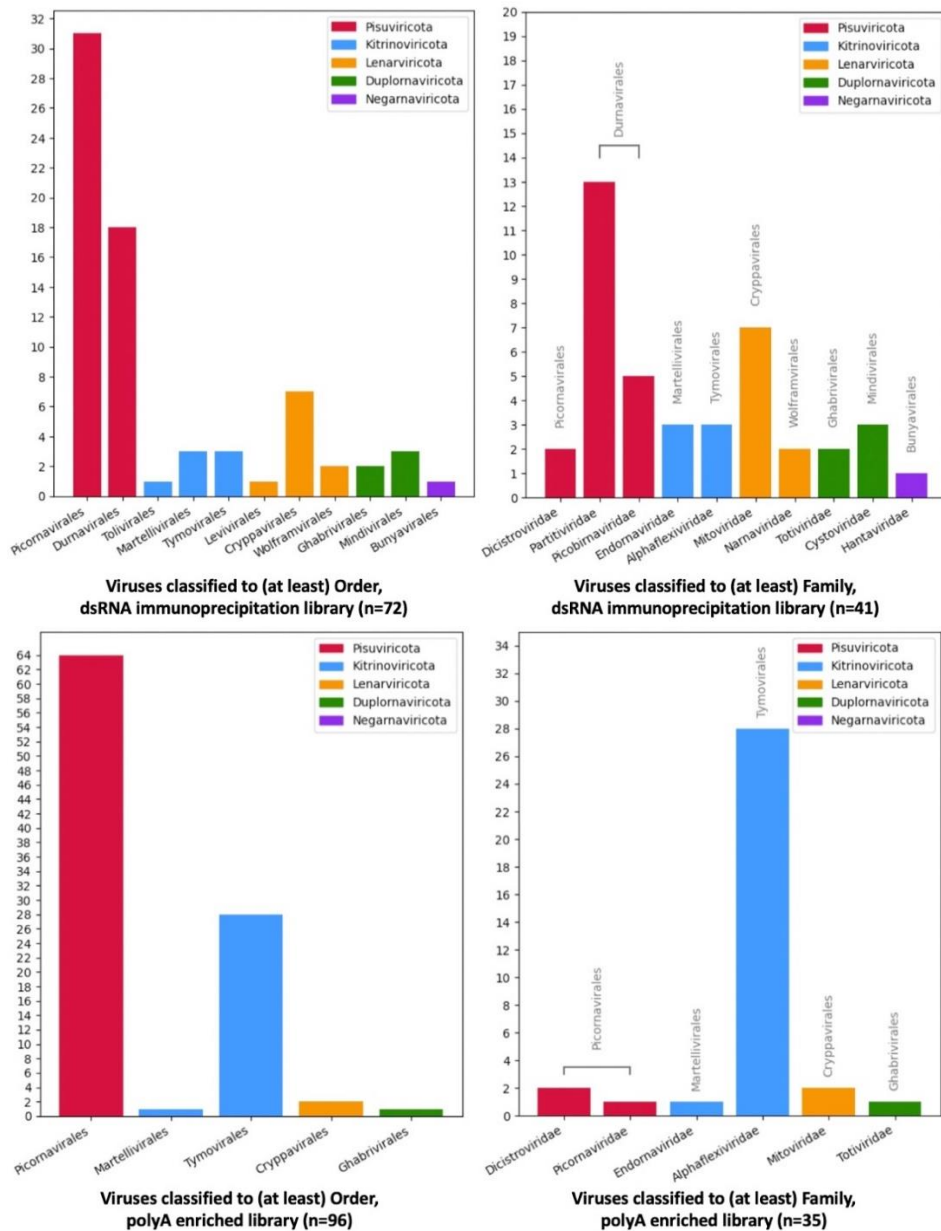 32
30
28
26
24
22
20
18
16
14
12
10
8
6
4
2
0
Pisuviricota
Kitrinoviricota
Lenarviricota
Duplornaviricota
Negarnaviricota
Picornavirales
Durnavirales
Tolivirales
Martellivirales
Tymovirales
Levivirales
Cryppavirales
Wolframvirales
Ghabrivirales
Mindivirales
Bunyavirales
Viruses classified to (at least) Order,
dsRNA immunoprecipitation library (n=72)
20
19
18
17
16
15
14
13
12
11
10
9
8
7
6
5
4
3
2
1
0
Pisuviricota
Kitrinoviricota
Lenarviricota
Duplornaviricota
Negarnaviricota
Picornavirales
Durnavirales
Martellivirales
Tymovirales
Cryppavirales
Wolframvirales
Ghabrivirales
Mindivirales
Bunyavirales
Dicistroviridae
Partitiviridae
Picobirnviridae
Endornaviridae
Alphaflexiviridae
Mitoviridae
Narnaviridae
Totiviridae
Cystoviridae
Hantaviridae
Viruses classified to (at least) Family,
dsRNA immunoprecipitation library (n=41)
64
62
60
58
56
54
52
50
48
46
44
42
40
38
36
34
32
30
28
26
24
22
20
18
16
14
12
10
8
6
4
2
0
Pisuviricota
Kitrinoviricota
Lenarviricota
Duplornaviricota
Negarnaviricota
Picornavirales
Martellivirales
Tymovirales
Cryppavirales
Ghabrivirales
Viruses classified to (at least) Order,
polyA enriched library (n=96)
34
32
30
28
26
24
22
20
18
16
14
12
10
8
6
4
2
0
Pisuviricota
Kitrinoviricota
Lenarviricota
Duplornaviricota
Negarnaviricota
Picornavirales
Martellivirales
Tymovirales
Cryppavirales
Ghabrivirales
Dicistroviridae
Picornaviridae
Endornaviridae
Alphaflexiviridae
Mitoviridae
Totiviridae
Viruses classified to (at least) Family,
polyA enriched library (n=35)